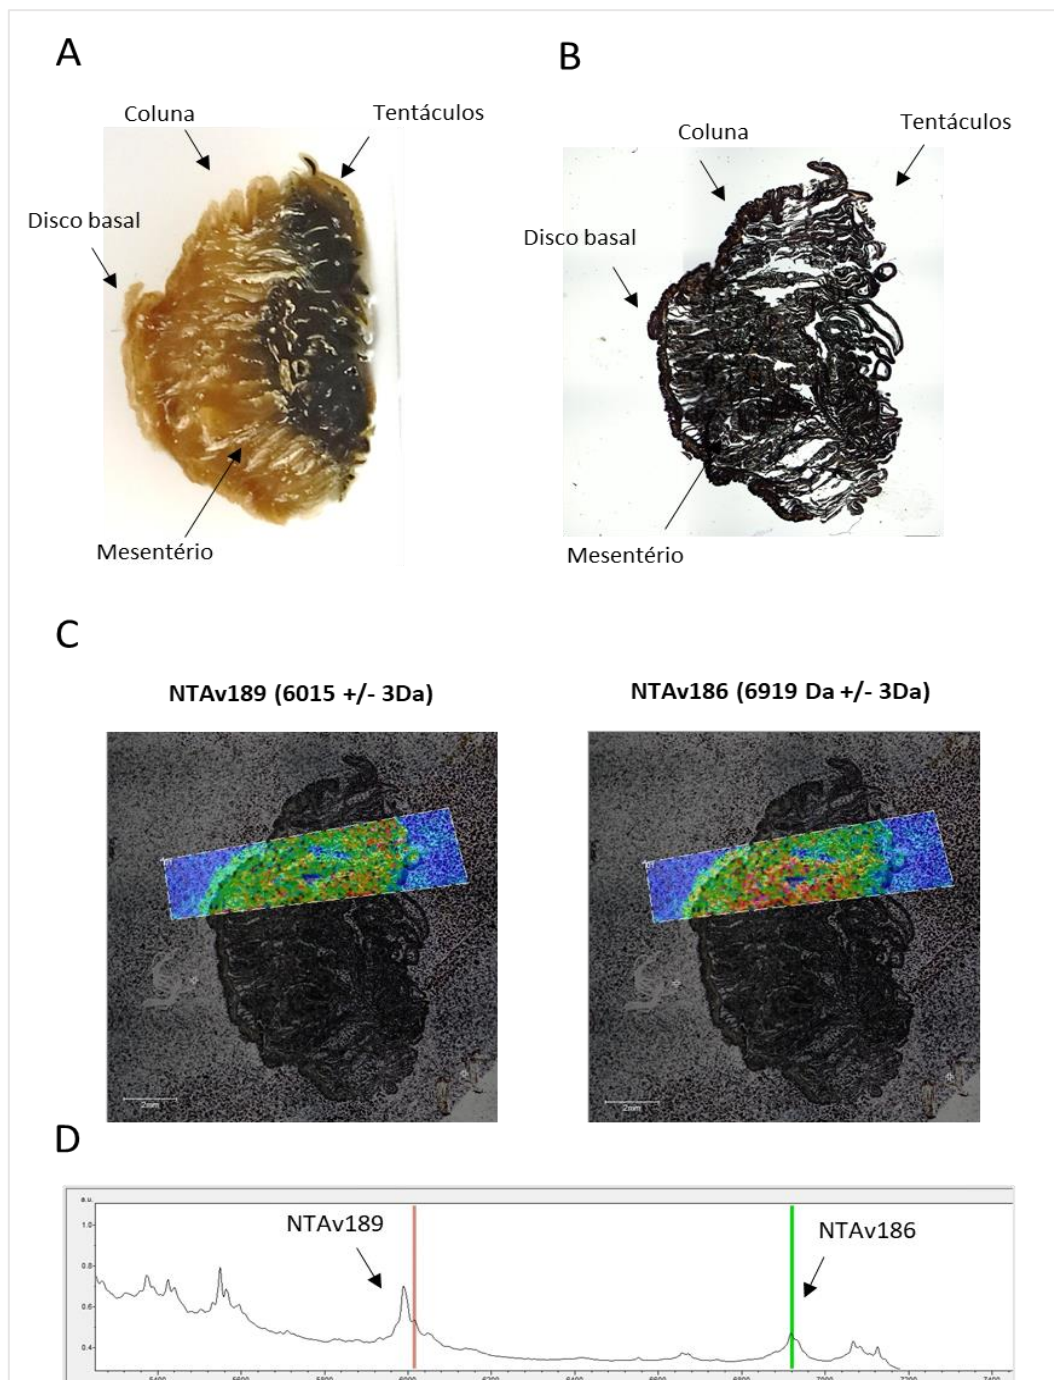 A
B
Coluna
Tentáculos
Disco basal
Mesentério
Coluna
Tentáculos
Disco basal
Mesentério
C
NTAv189 (6015 +/- 3Da)
NTAv186 (6919 Da +/- 3Da)
2mm
2mm
D
a.u.
1.0
0.8
0.6
0.4
NTAv189
NTAv186